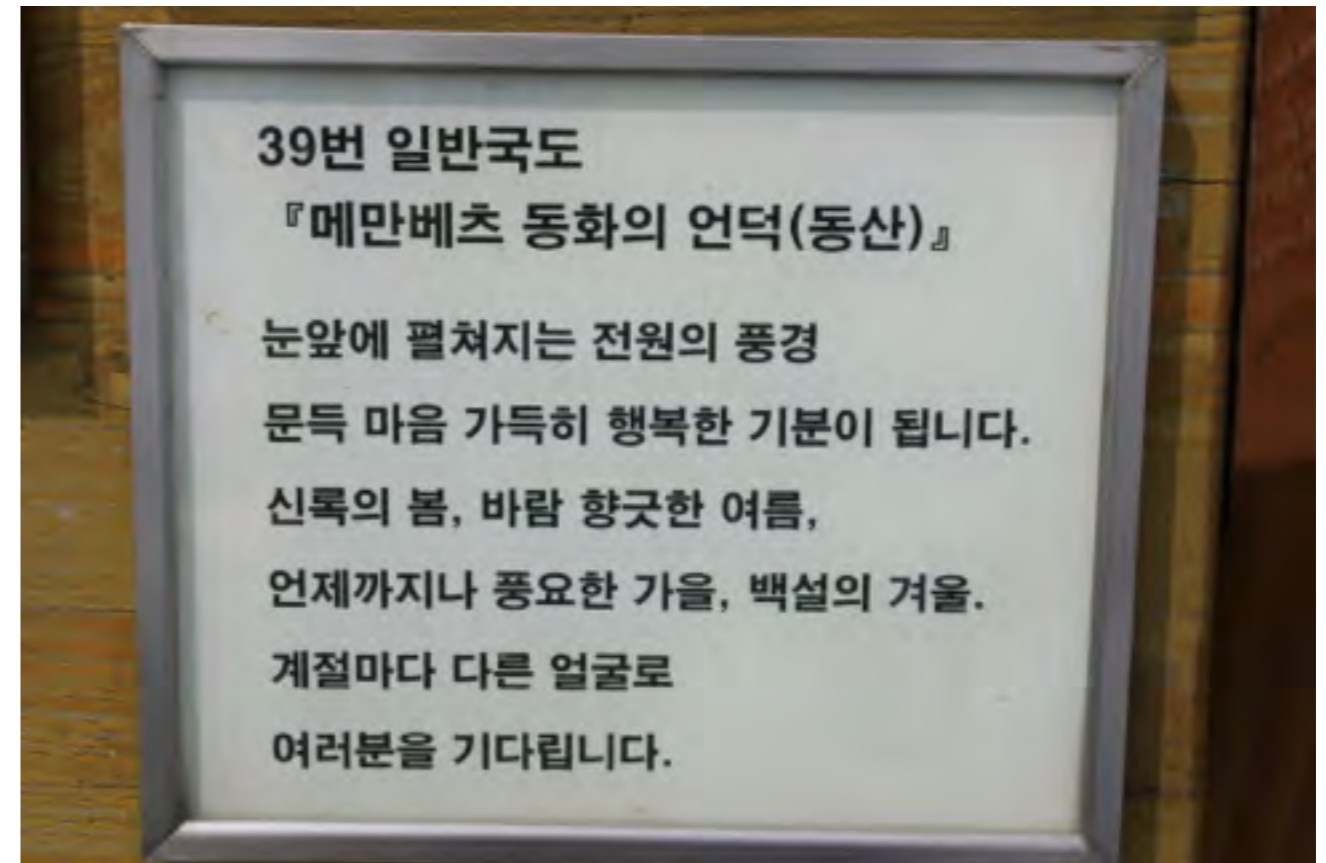 39번 일반국도
『메만베츠 동화의 언덕(동산)』
눈앞에 펼쳐지는 전원의 풍경
문득 마음 가득히 행복한 기분이 됩니다.
신록의 봄, 바람 향긋한 여름,
언제까지나 풍요한 가을, 백설의 겨울.
계절마다 다른 얼굴로
여러분을 기다립니다.